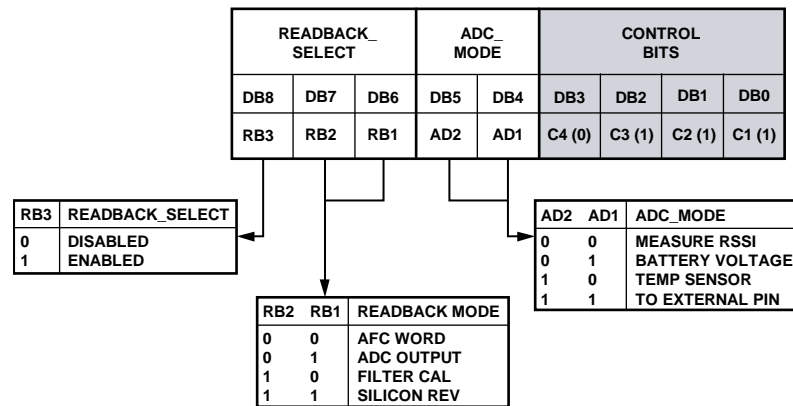 READBACK_ SELECT ADC_ MODE CONTROL BITS
DB8 DB7 DB6 DB5 DB4 DB3 DB2 DB1 DB0
RB3 RB2 RB1 AD2 AD1 C4 (0) C3 (1) C2 (1) C1 (1)
RB3 READBACK_SELECT
0 DISABLED
1 ENABLED
RB2 RB1 READBACK MODE
0 0 AFC WORD
0 1 ADC OUTPUT
1 0 FILTER CAL
1 1 SILICON REV
AD2 AD1 ADC_MODE
0 0 MEASURE RSSI
0 1 BATTERY VOLTAGE
1 0 TEMP SENSOR
1 1 TO EXTERNAL PIN